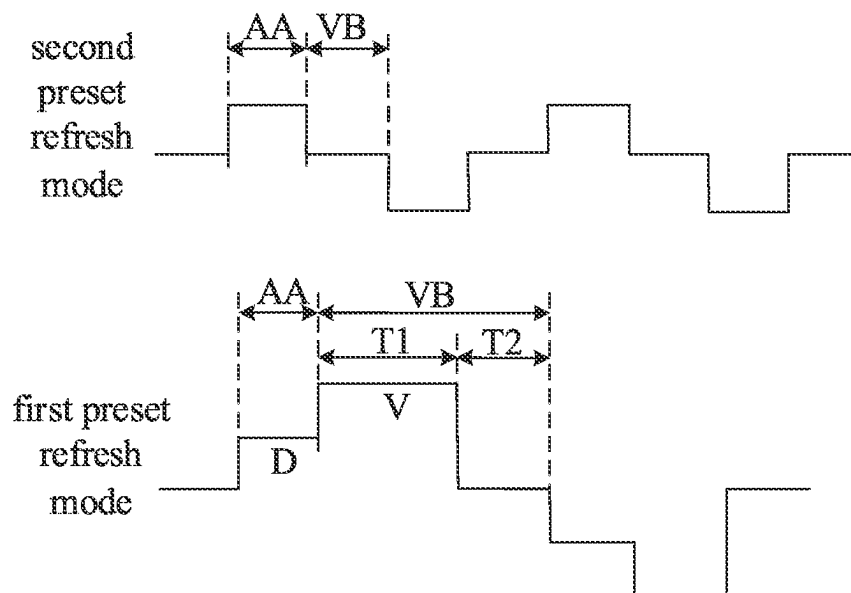 AA VB
second
preset
refresh
mode
AA VB
T1 T2
first preset
V
refresh
D
mode